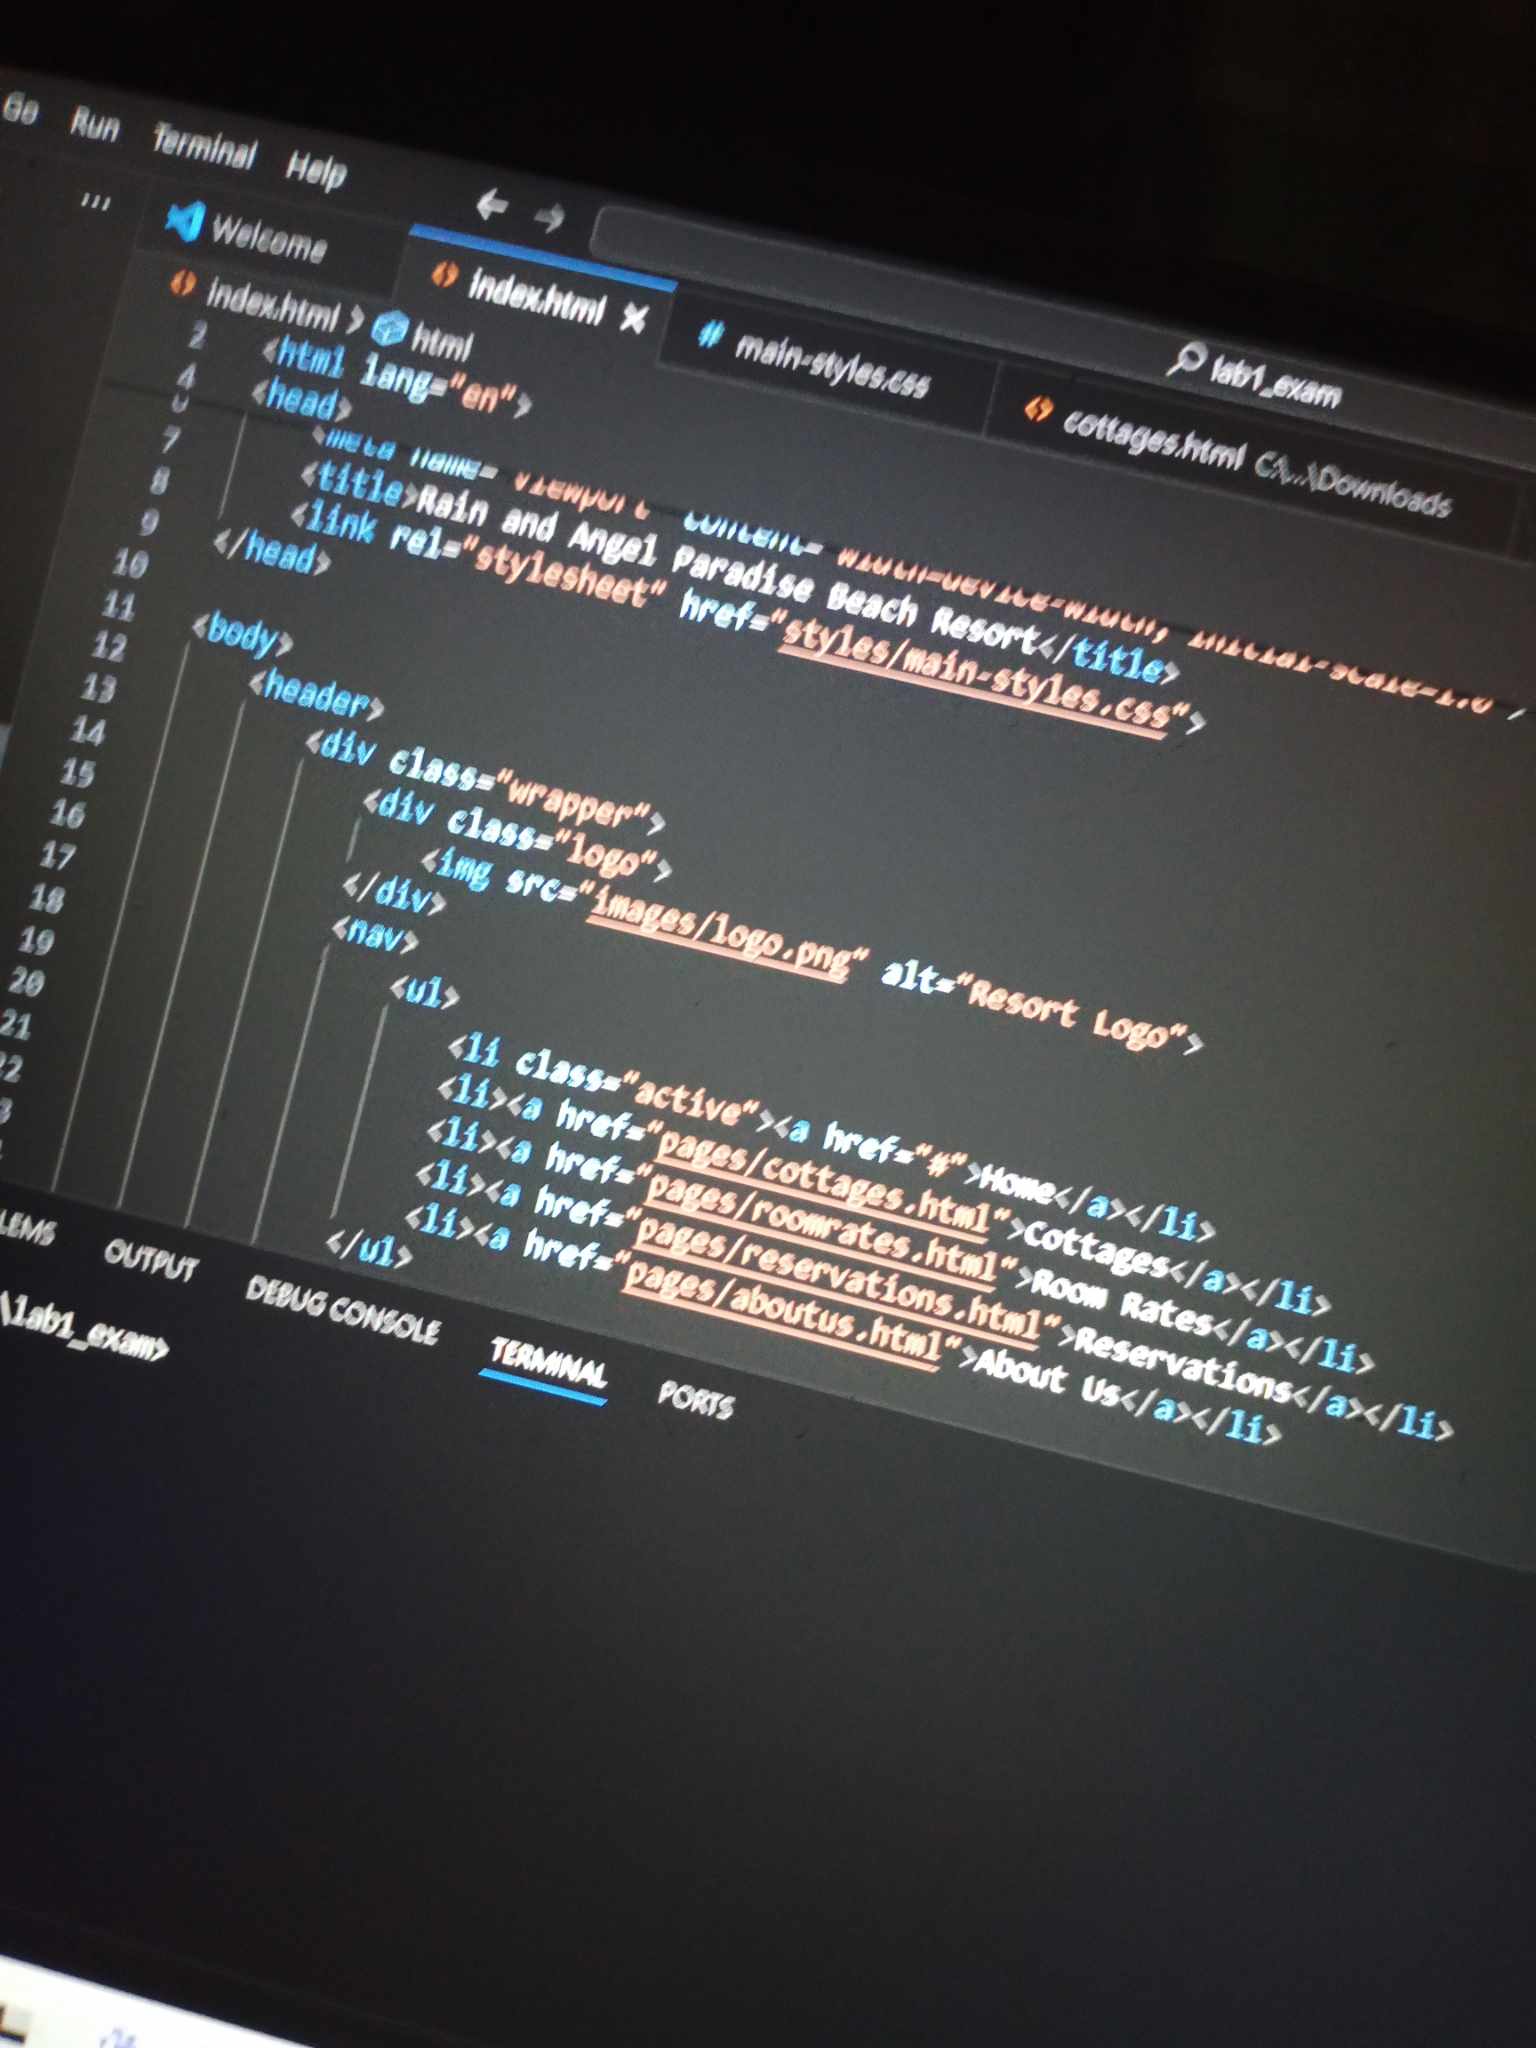 Go Run Terminal Help
lab1_exam
Welcome
index.html
main-styles.css
cottages.html C:\...\Downloads
index.html > html
2 <html lang="en">
4 <head>
<meta name="viewport" content="width=device-width, initial-scale=1.0"
7 <title>Rain and Angel Paradise Beach Resort</title>
8 <link rel="stylesheet" href="styles/main-styles.css">
9 </head>
10
11 <body>
12 <header>
13 <div class="wrapper">
14 <div class="logo">
15 <img src="images/logo.png" alt="Resort Logo">
16 </div>
17 <nav>
18 <ul>
19 <li class="active"><a href="#">Home</a></li>
20 <li><a href="pages/cottages.html">Cottages</a></li>
21 <li><a href="pages/roomrates.html">Room Rates</a></li>
<li><a href="pages/reservations.html">Reservations</a></li>
<li><a href="pages/aboutus.html">About Us</a></li>
</ul>
OUTPUT DEBUG CONSOLE TERMINAL PORTS
\lab1_exam>